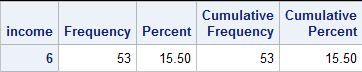 income Frequency Percent Cumulative Frequency Cumulative Percent
6 53 15.50 53 15.50